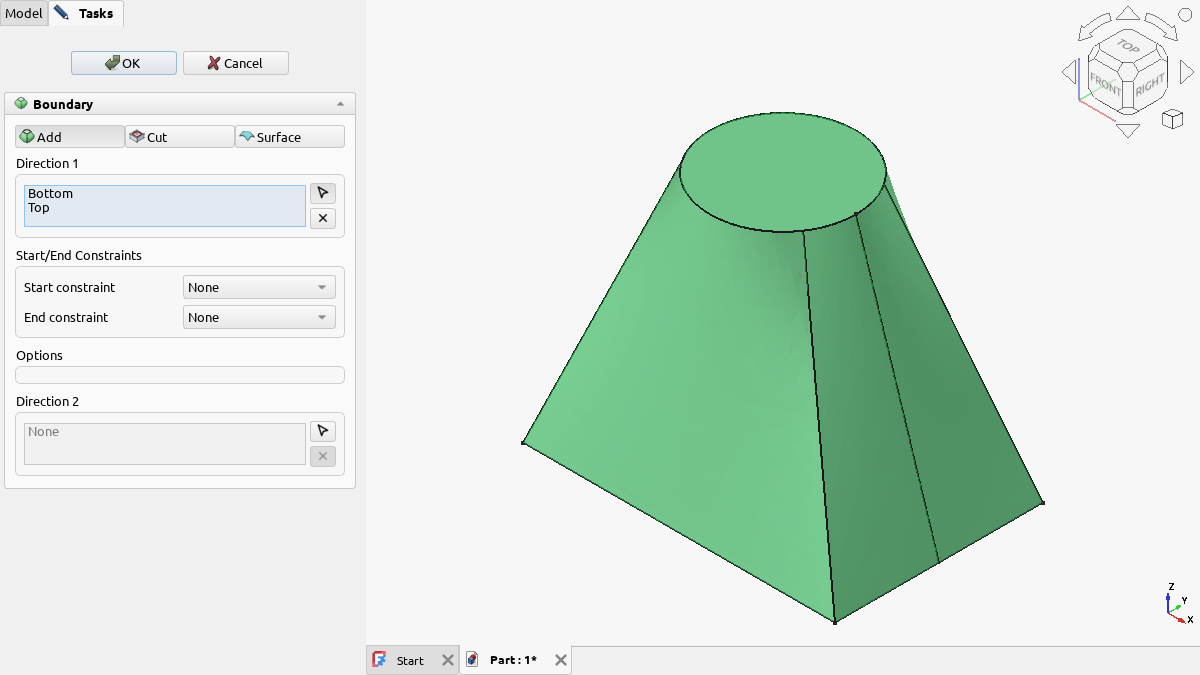 Model
Tasks
OK
Cancel
Boundary
Add
Cut
Surface
Direction 1
Bottom
Top
Start/End Constraints
Start constraint
None
End constraint
None
Options
Direction 2
None
TOP
FRONT
RIGHT
Z
Y
X
Start
Part : 1*